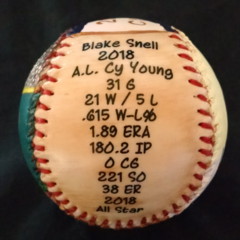 Blake Snell
2018
A.L. Cy Young
31 G
21 W / 5 L
.615 W-L%
1.89 ERA
180.2 IP
0 CG
221 SO
38 ER
2018
All Star